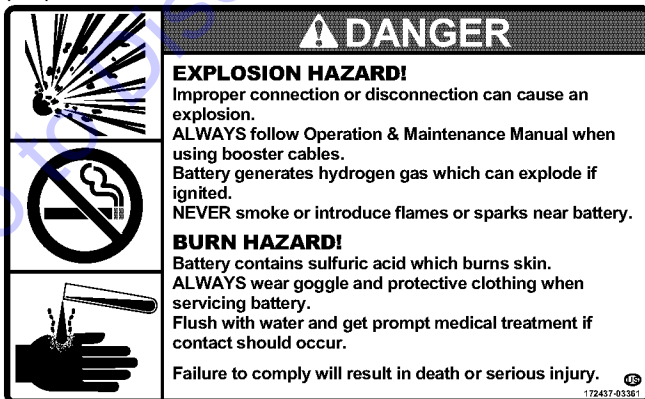 DANGER
EXPLOSION HAZARD!
Improper connection or disconnection can cause an
explosion.
ALWAYS follow Operation & Maintenance Manual when
using booster cables.
Battery generates hydrogen gas which can explode if
ignited.
NEVER smoke or introduce flames or sparks near battery.
BURN HAZARD!
Battery contains sulfuric acid which burns skin.
ALWAYS wear goggle and protective clothing when
servicing battery.
Flush with water and get prompt medical treatment if
contact should occur.
Failure to comply will result in death or serious injury.
172437-03361